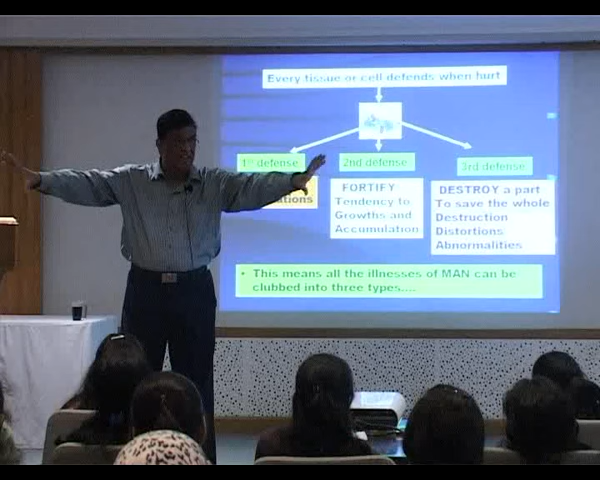 Every tissue or cell defends when hurt
1st defense
2nd defense
3rd defense
FORTIFY
Tendency to
Growths and
Accumulation
DESTROY a part
To save the whole
Destruction
Distortions
Abnormalities
• This means all the illnesses of MAN can be
clubbed into three types....